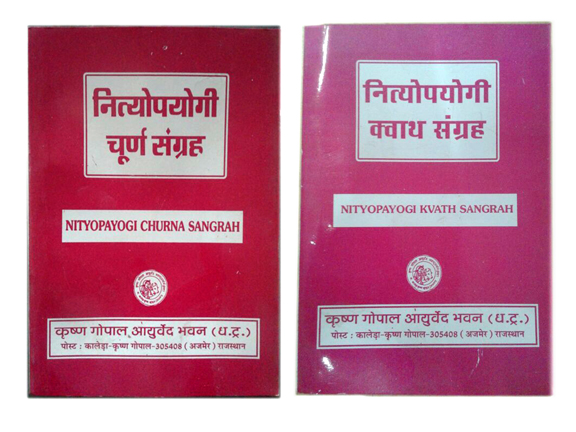 नित्योपयोगी
चूर्ण संग्रह
NITYOPAYOGI CHURNA SANGRAH
कृष्ण गोपाल आयुर्वेद भवन (ध.ट्र.)
पोस्ट : कालेड़ा-कृष्ण गोपाल-305408 ( अजमेर ) राजस्थान
नित्योपयोगी
क्वाथ संग्रह
NITYOPAYOGI KVATH SANGRAH
कृष्ण गोपाल आयुर्वेद भवन (ध.ट्र.)
पोस्ट : कालेड़ा-कृष्ण गोपाल-305408 ( अजमेर ) राजस्थान